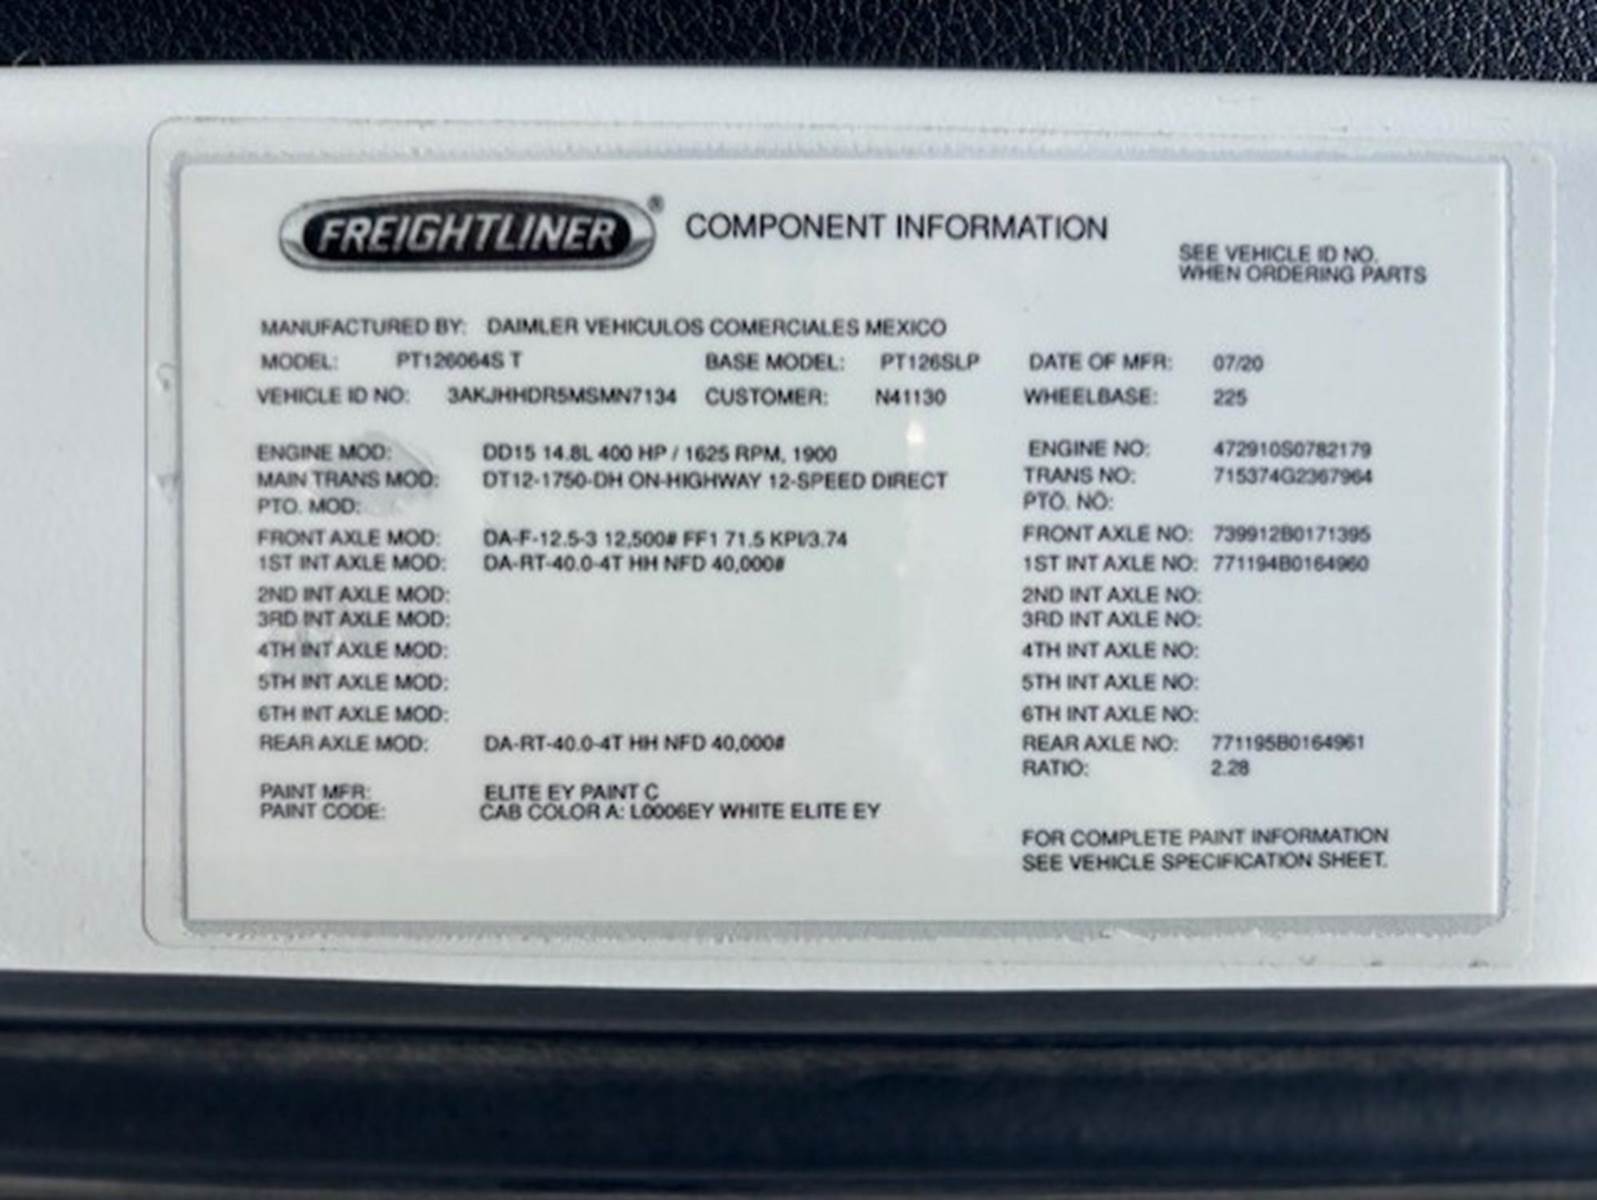 FREIGHTLINER® COMPONENT INFORMATION
SEE VEHICLE ID NO.
WHEN ORDERING PARTS
MANUFACTURED BY: DAIMLER VEHICULOS COMERCIALES MEXICO
MODEL: PT126064S T BASE MODEL: PT126SLP DATE OF MFR: 07/20
VEHICLE ID NO: 3AKJHHDR5MSMN7134 CUSTOMER: N41130 WHEELBASE: 225
ENGINE MOD: DD15 14.8L 400 HP / 1625 RPM, 1900 ENGINE NO: 472910S0782179
MAIN TRANS MOD: DT12-1750-DH ON-HIGHWAY 12-SPEED DIRECT TRANS NO: 715374G2367964
PTO. MOD: PTO. NO:
FRONT AXLE MOD: DA-F-12.5-3 12,500# FF1 71.5 KPI/3.74 FRONT AXLE NO: 739912B0171395
1ST INT AXLE MOD: DA-RT-40.0-4T HH NFD 40,000# 1ST INT AXLE NO: 771194B0164960
2ND INT AXLE MOD: 2ND INT AXLE NO:
3RD INT AXLE MOD: 3RD INT AXLE NO:
4TH INT AXLE MOD: 4TH INT AXLE NO:
5TH INT AXLE MOD: 5TH INT AXLE NO:
6TH INT AXLE MOD: 6TH INT AXLE NO:
REAR AXLE MOD: DA-RT-40.0-4T HH NFD 40,000# REAR AXLE NO: 771195B0164961
RATIO: 2.28
PAINT MFR: ELITE EY PAINT C
PAINT CODE: CAB COLOR A: L0006EY WHITE ELITE EY
FOR COMPLETE PAINT INFORMATION
SEE VEHICLE SPECIFICATION SHEET.